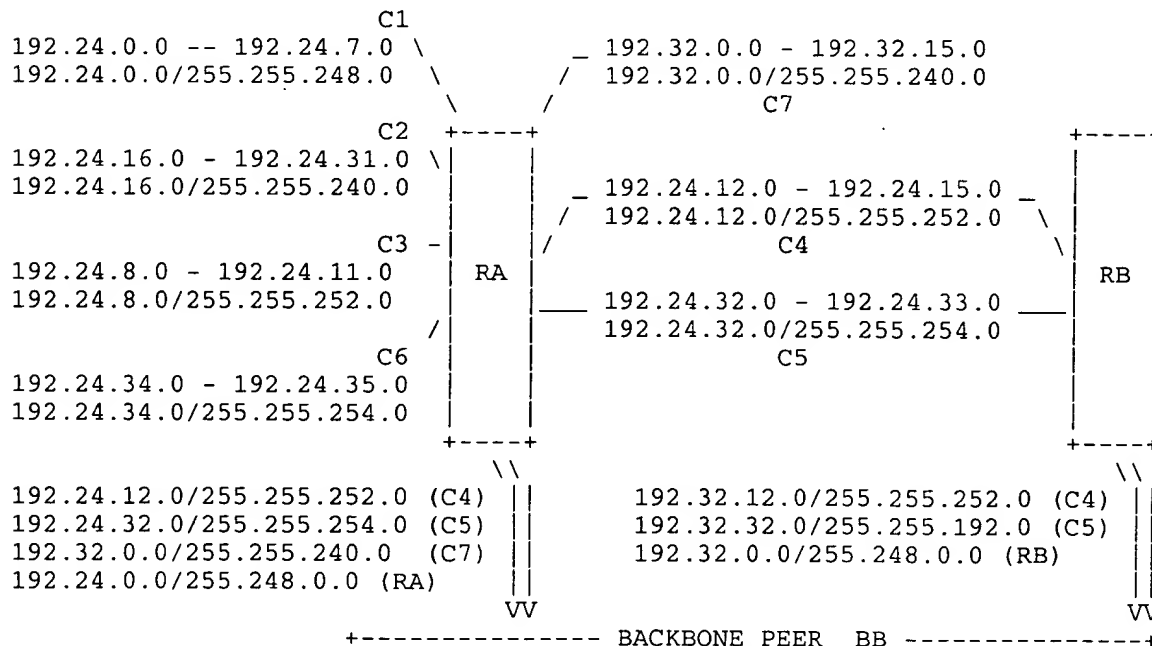 C1
192.24.0.0 -- 192.24.7.0 \ _ 192.32.0.0 - 192.32.15.0
192.24.0.0/255.255.248.0 \ / 192.32.0.0/255.255.240.0
\ / C7
C2 +----+ +----
192.24.16.0 - 192.24.31.0 \| | |
192.24.16.0/255.255.240.0 | | _ 192.24.12.0 - 192.24.15.0 _ |
| | / 192.24.12.0/255.255.252.0 \ |
C3 -| |/ C4 \|
192.24.8.0 - 192.24.11.0 | RA | | RB
192.24.8.0/255.255.252.0 | |___ 192.24.32.0 - 192.24.33.0 ___|
/| | 192.24.32.0/255.255.254.0 |
C6 | | C5 |
192.24.34.0 - 192.24.35.0 | | |
192.24.34.0/255.255.254.0 | | |
+----+ +----
\\ \\
192.24.12.0/255.255.252.0 (C4) || 192.32.12.0/255.255.252.0 (C4) ||
192.24.32.0/255.255.254.0 (C5) || 192.32.32.0/255.255.192.0 (C5) ||
192.32.0.0/255.255.240.0 (C7) || 192.32.0.0/255.248.0.0 (RB) ||
192.24.0.0/255.248.0.0 (RA) || ||
VV VV
+-------------- BACKBONE PEER BB --------------+